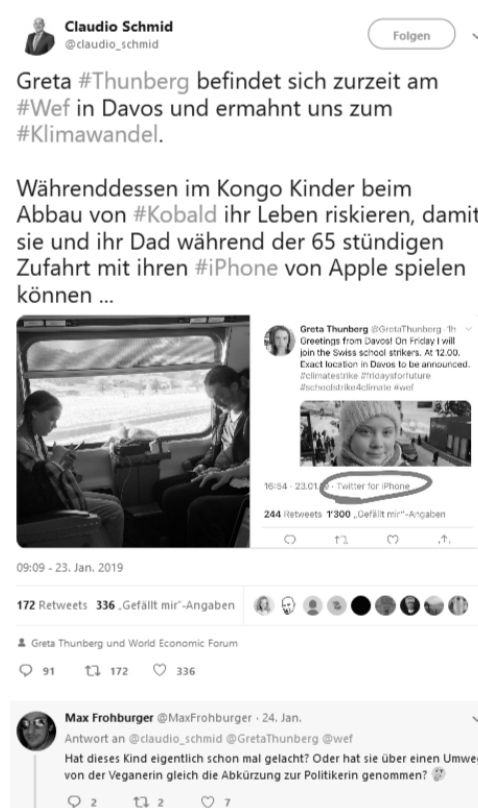 Claudio Schmid
@claudio_schmid
Folgen
Greta #Thunberg befindet sich zurzeit am
#Wef in Davos und ermahnt uns zum
#Klimawandel.
Währenddessen im Kongo Kinder beim
Abbau von #Kobald ihr Leben riskieren, damit
sie und ihr Dad während der 65 stündigen
Zufahrt mit ihren #iPhone von Apple spielen
können ...
Greta Thunberg @GretaThunberg · 1h
Greetings from Davos! On Friday I will
join the Swiss school strikers. At 12.00.
Exact location in Davos to be announced.
#climatestrike #fridaysforfuture
#schoolstrike4climate #wef
16:54 · 23.01. · Twitter for iPhone
244 Retweets 1'300 „Gefällt mir"-Angaben
09:09 - 23. Jan. 2019
172 Retweets 336 „Gefällt mir"-Angaben
Greta Thunberg und World Economic Forum
91 172 336
Max Frohburger @MaxFrohburger · 24. Jan.
Antwort an @claudio_schmid @GretaThunberg @wef
Hat dieses Kind eigentlich schon mal gelacht? Oder hat sie über einen Umwe
von der Veganerin gleich die Abkürzung zur Politikerin genommen? 🤔
2 2 7